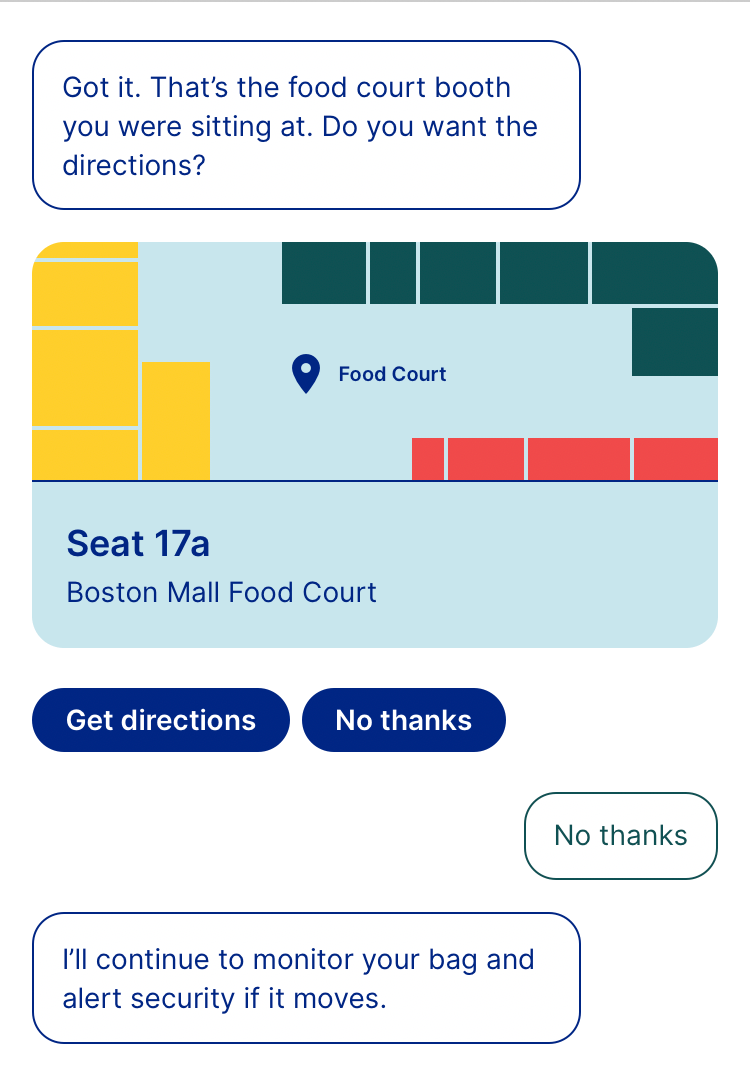 Got it. That’s the food court booth
you were sitting at. Do you want the
directions?
Food Court
Seat 17a
Boston Mall Food Court
Get directions
No thanks
No thanks
I’ll continue to monitor your bag and
alert security if it moves.